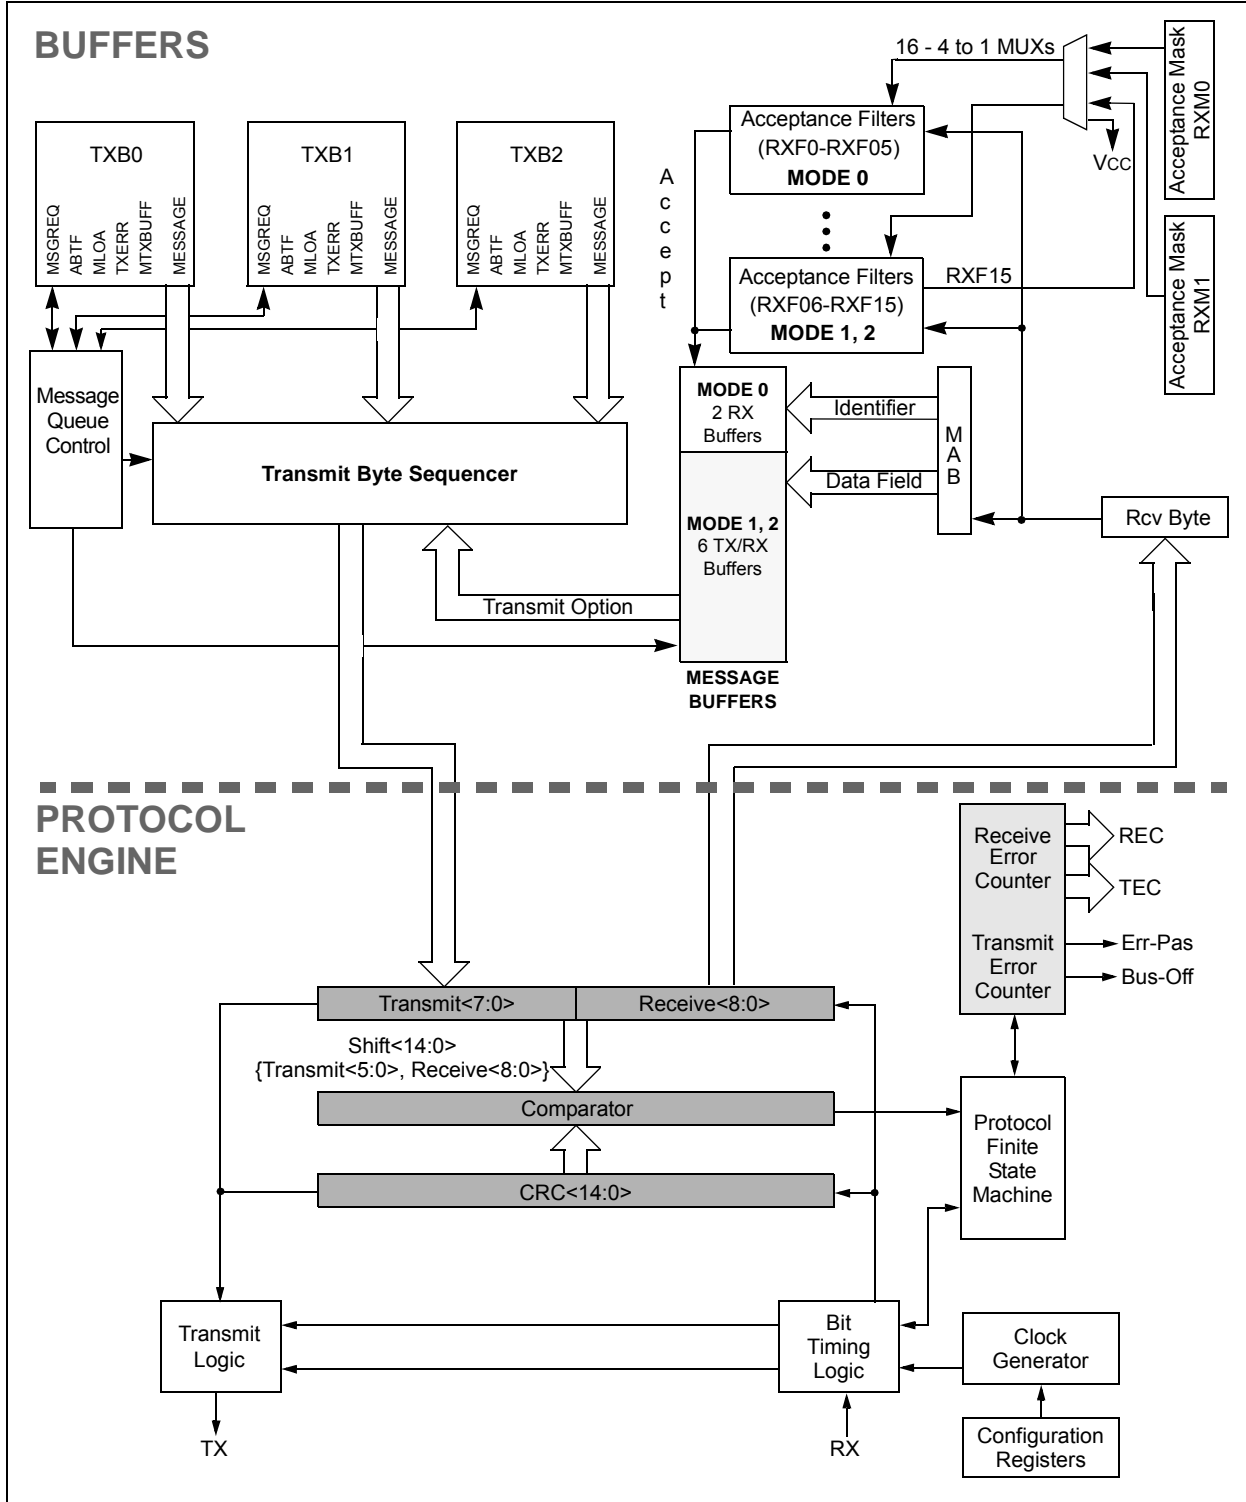 BUFFERS
16 - 4 to 1 MUXs
Acceptance Mask
RXM0
VCC
Acceptance Mask
RXM1
TXB0
MSGREQ
ABTF
MLOA
TXERR
MTXBUFF
MESSAGE
TXB1
MSGREQ
ABTF
MLOA
TXERR
MTXBUFF
MESSAGE
TXB2
MSGREQ
ABTF
MLOA
TXERR
MTXBUFF
MESSAGE
Accept
Acceptance Filters
(RXF0-RXF05)
MODE 0
Acceptance Filters
(RXF06-RXF15)
MODE 1, 2
RXF15
Message
Queue
Control
Transmit Byte Sequencer
MODE 0
2 RX
Buffers
Identifier
Data Field
MAB
MODE 1, 2
6 TX/RX
Buffers
Rcv Byte
Transmit Option
MESSAGE
BUFFERS
PROTOCOL
ENGINE
Receive
Error
Counter
REC
TEC
Transmit
Error
Counter
Err-Pas
Bus-Off
Transmit<7:0>
Receive<8:0>
Shift<14:0>
{Transmit<5:0>, Receive<8:0>}
Comparator
CRC<14:0>
Protocol
Finite
State
Machine
Transmit
Logic
Bit
Timing
Logic
Clock
Generator
TX
RX
Configuration
Registers